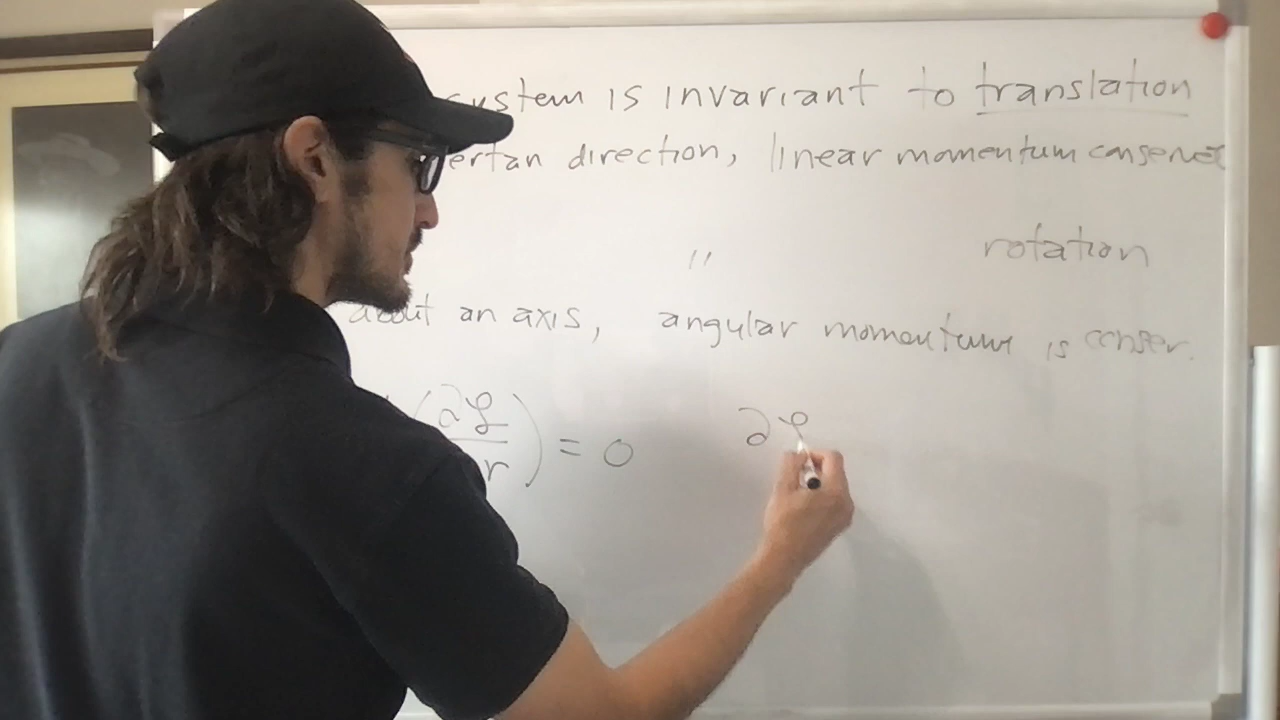 system is invariant to translation
certan direction, linear momentum conserved
" rotation
about an axis, angular momentum is conser.
(∂ℒ/r) = 0 ∂ℒ